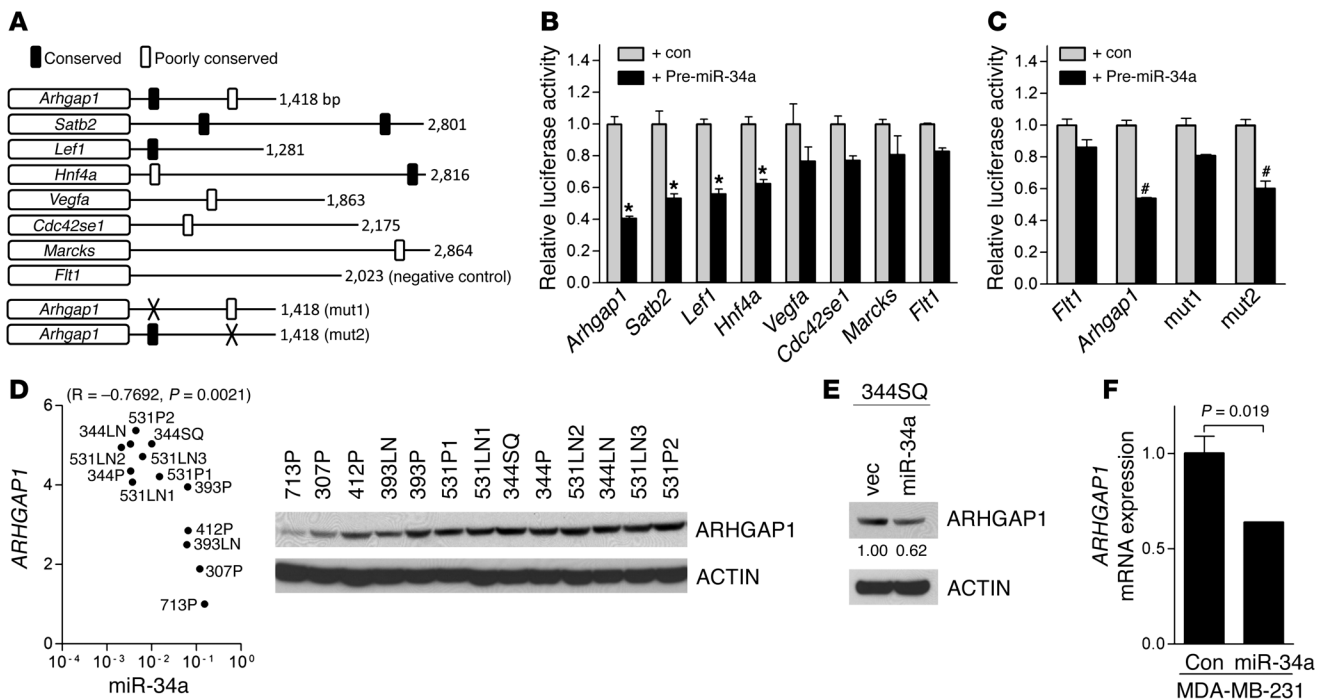 A
Conserved Poorly conserved
Arhgap1 1,418 bp
Satb2 2,801
Lef1 1,281
Hnf4a 2,816
Vegfa 1,863
Cdc42se1 2,175
Marcks 2,864
Flt1 2,023 (negative control)
Arhgap1 X 1,418 (mut1)
Arhgap1 X 1,418 (mut2)
B
+ con
+ Pre-miR-34a
Relative luciferase activity
1.4
1.2
1.0
0.8
0.6
0.4
0.2
0.0
* * * *
Arhgap1 Satb2 Lef1 Hnf4a Vegfa Cdc42se1 Marcks Flt1
C
+ con
+ Pre-miR-34a
Relative luciferase activity
1.4
1.2
1.0
0.8
0.6
0.4
0.2
0.0
# #
Flt1 Arhgap1 mut1 mut2
D
(R = –0.7692, P = 0.0021)
ARHGAP1
6
4
2
0
531P2
344LN 344SQ
531LN2 531LN3
344P 531P1
531LN1 393P
412P
393LN
307P
713P
10-4 10-3 10-2 10-1 100
miR-34a
713P 307P 412P 393LN 393P 531P1 531LN1 344SQ 344P 531LN2 344LN 531LN3 531P2
ARHGAP1
ACTIN
E
344SQ
vec miR-34a
ARHGAP1
1.00 0.62
ACTIN
F
P = 0.019
ARHGAP1
mRNA expression
1.0
0.5
0.0
Con miR-34a
MDA-MB-231